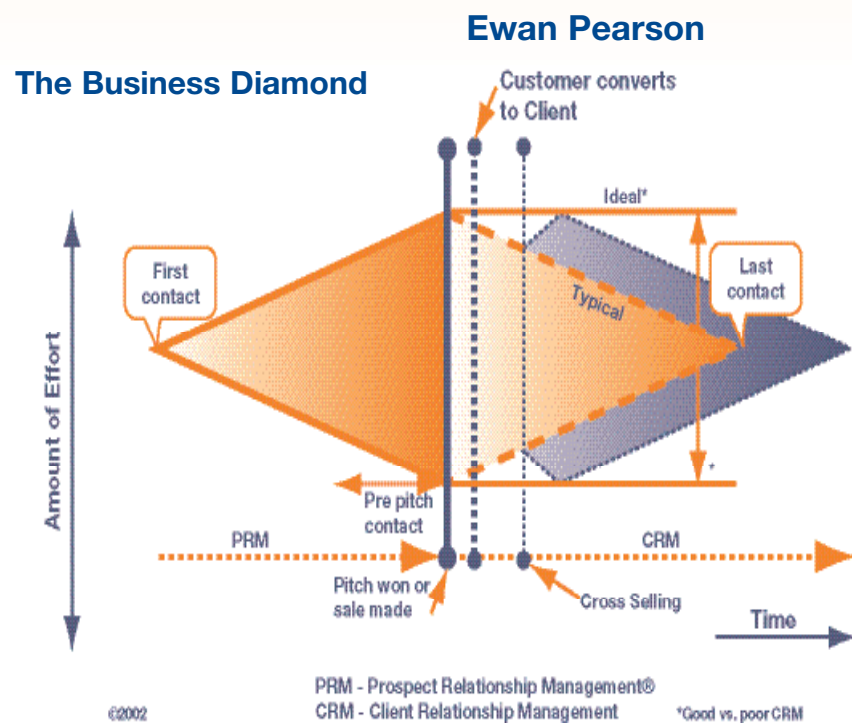 Ewan Pearson
The Business Diamond
Customer converts
to Client
Ideal*
First
contact
Last
contact
Typical
Amount of Effort
*
Pre pitch
contact
PRM
CRM
Pitch won or
sale made
Cross Selling
Time
PRM - Prospect Relationship Management®
CRM - Client Relationship Management
©2002
*Good vs. poor CRM